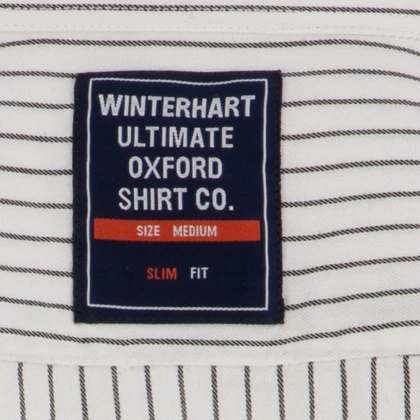 WINTERHART
ULTIMATE
OXFORD
SHIRT CO.
SIZE MEDIUM
SLIM FIT